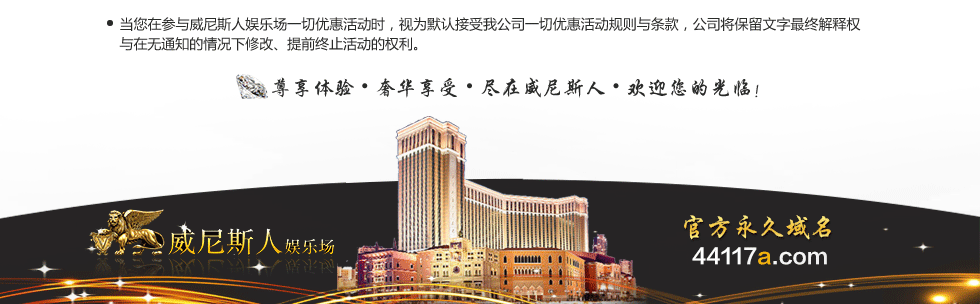 • 当您在参与威尼斯人娱乐场一切优惠活动时，视为默认接受我公司一切优惠活动规则与条款，公司将保留文字最终解释权
与在无通知的情况下修改、提前终止活动的权利。
尊享体验·奢华享受·尽在威尼斯人·欢迎您的光临！
威尼斯人娱乐场
官方永久域名
44117a.com